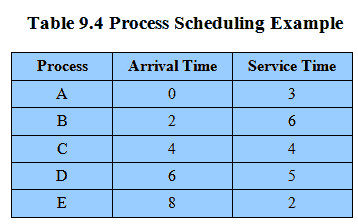 Table 9.4 Process Scheduling Example
Process Arrival Time Service Time
A 0 3
B 2 6
C 4 4
D 6 5
E 8 2